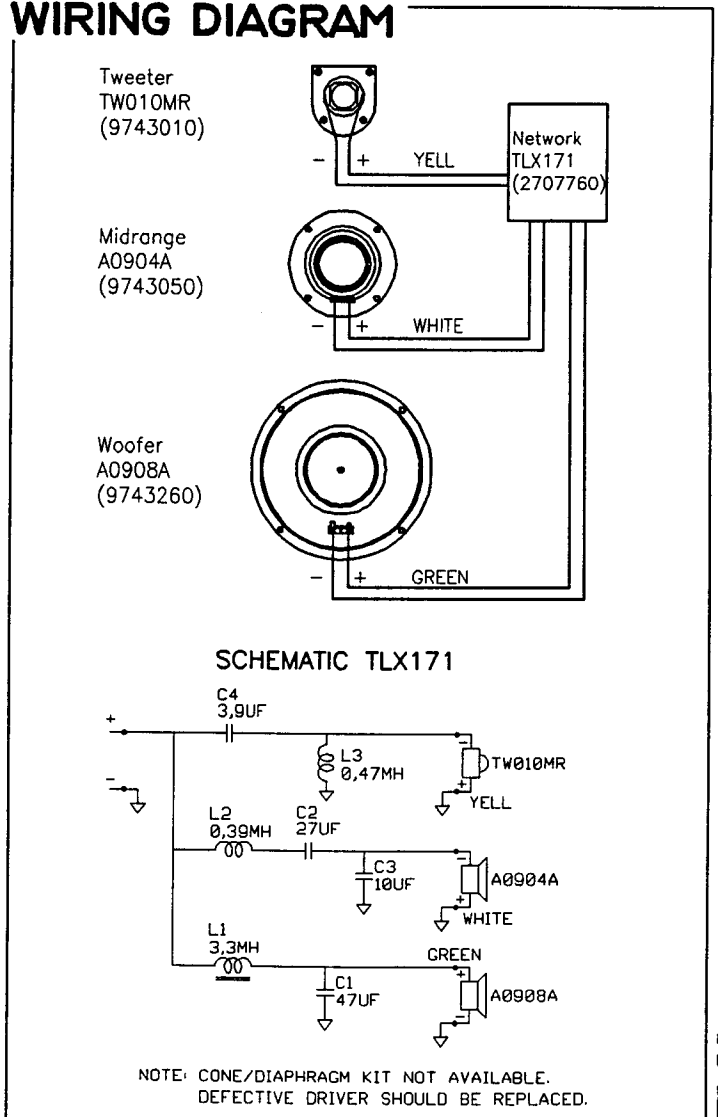 WIRING DIAGRAM
Tweeter
TW010MR
(9743010)
Network
TLX171
(2707760)
- + YELL
Midrange
A0904A
(9743050)
- + WHITE
Woofer
A0908A
(9743260)
- + GREEN
SCHEMATIC TLX171
C4
3,9UF
+
-
L3
0,47MH
-
TW010MR
+
YELL
L2
0,39MH
C2
27UF
C3
10UF
-
A0904A
+
WHITE
L1
3,3MH
GREEN
C1
47UF
+
A0908A
-
NOTE: CONE/DIAPHRAGM KIT NOT AVAILABLE.
DEFECTIVE DRIVER SHOULD BE REPLACED.